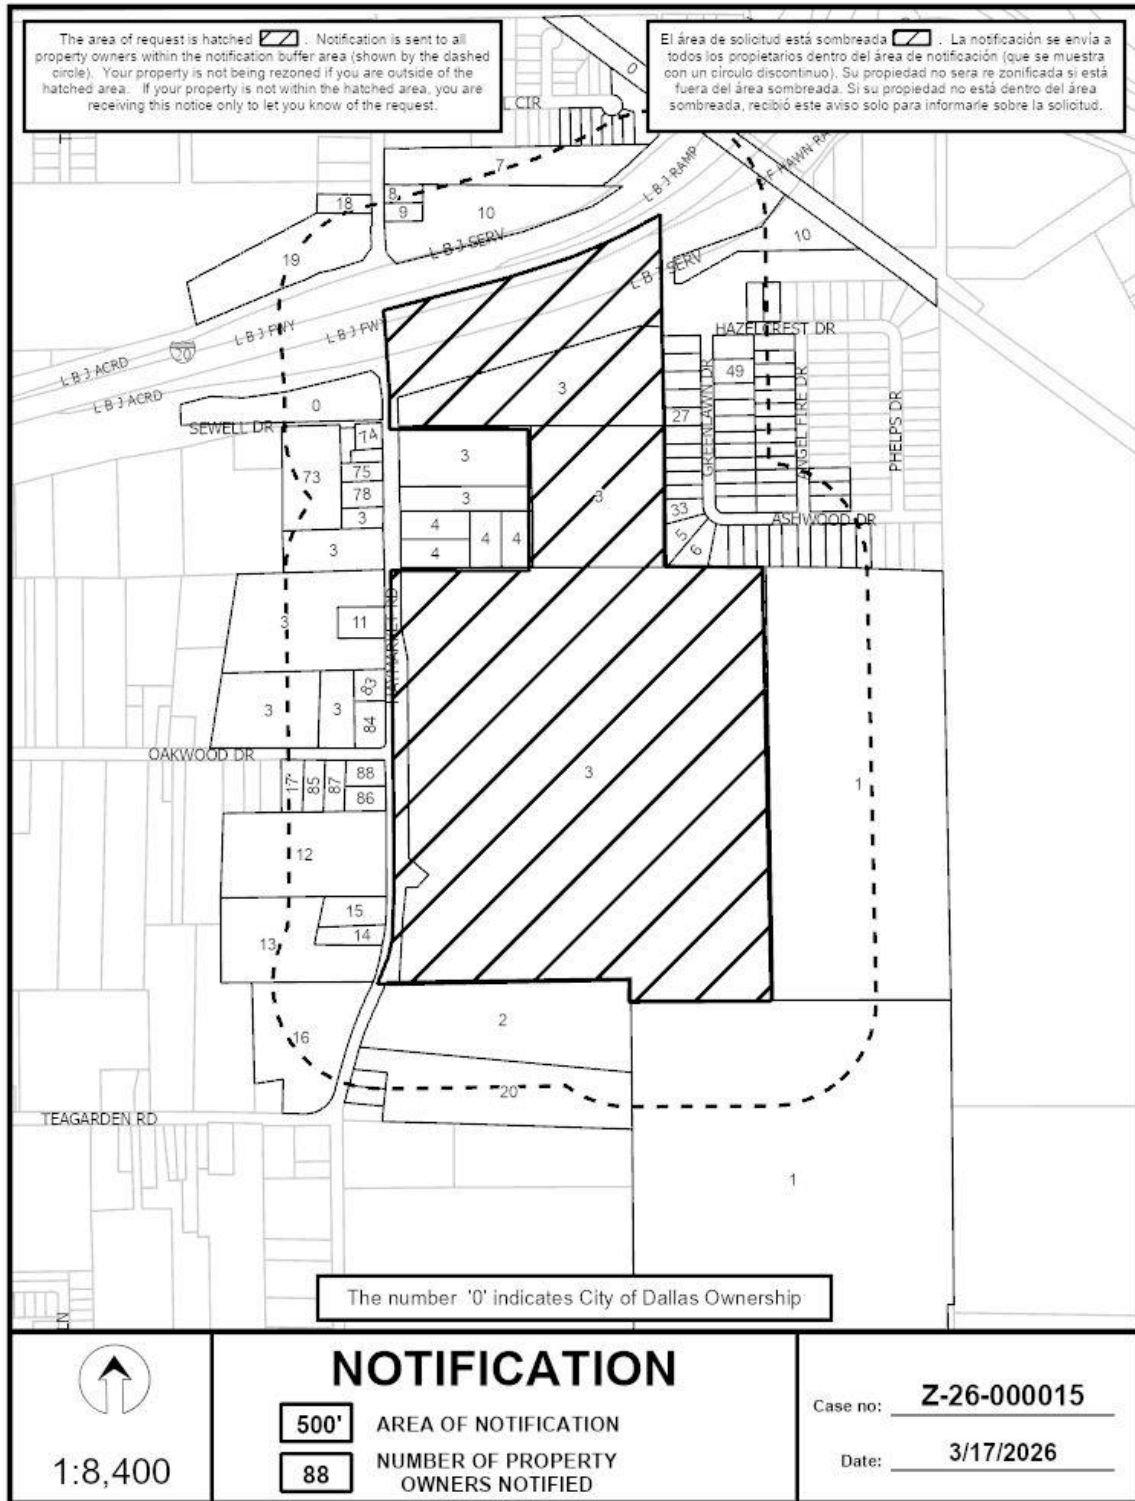 The area of request is hatched . Notification is sent to all
property owners within the notification buffer area (shown by the dashed
circle). Your property is not being rezoned if you are outside of the
hatched area. If your property is not within the hatched area, you are
receiving this notice only to let you know of the request.
El área de solicitud está sombreada . La notificación se envía a
todos los propietarios dentro del área de notificación (que se muestra
con un círculo discontinuo). Su propiedad no sera re zonificada si está
fuera del área sombreada. Si su propiedad no está dentro del área
sombreada, recibió este aviso solo para informarle sobre la solicitud.
0
L CIR
7
8
9
10
18
19
L B J RAMP
L B J SERV
L B J SERV
10
L B J FWY
L B J FWY
20
L B J ACRD
L B J ACRD
0
SEWELL DR
HAZELCREST DR
49
27
GREENLAWN DR
ANGEL FIRE DR
PHELPS DR
33
5
6
ASHWOOD DR
3
3
3
3
4
4
4
4
74
73
75
78
3
3
3
11
3
3
83
84
OAKWOOD DR
17
85
87
88
86
3
1
12
15
14
13
16
2
20
TEAGARDEN RD
1
The number '0' indicates City of Dallas Ownership
1:8,400
NOTIFICATION
500' AREA OF NOTIFICATION
88 NUMBER OF PROPERTY
OWNERS NOTIFIED
Case no: Z-26-000015
Date: 3/17/2026